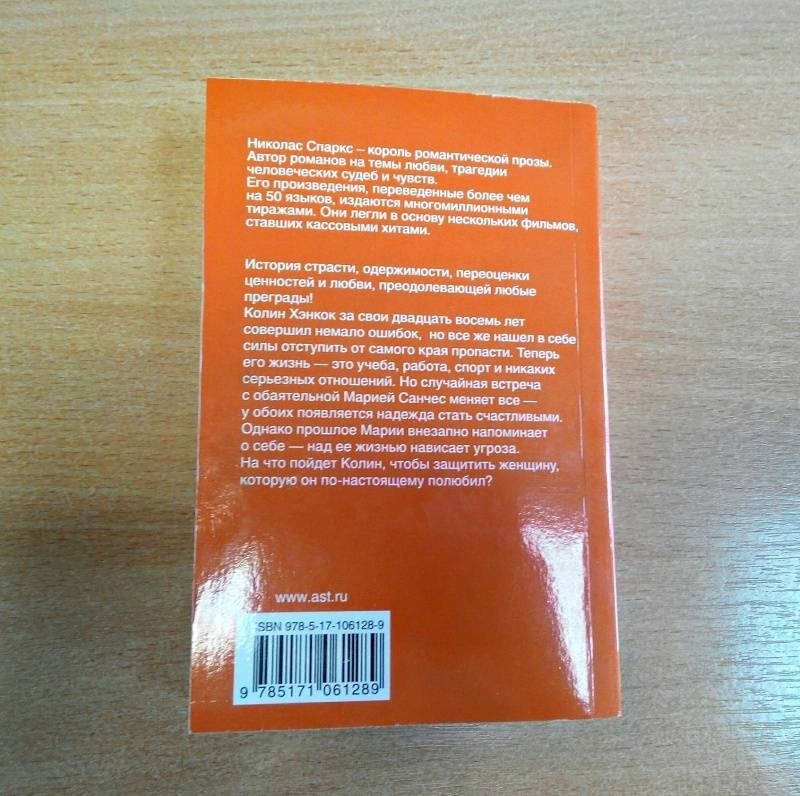 Николас Спаркс – король романтической прозы.
Автор романов на темы любви, трагедии
человеческих судеб и чувств.
Его произведения, переведенные более чем
на 50 языков, издаются многомиллионными
тиражами. Они легли в основу нескольких фильмов,
ставших кассовыми хитами.
История страсти, одержимости, переоценки
ценностей и любви, преодолевающей любые
преграды!
Колин Хэнкок за свои двадцать восемь лет
совершил немало ошибок, но все же нашел в себе
силы отступить от самого края пропасти. Теперь
его жизнь — это учеба, работа, спорт и никаких
серьезных отношений. Но случайная встреча
с обаятельной Марией Санчес меняет все —
у обоих появляется надежда стать счастливыми.
Однако прошлое Марии внезапно напоминает
о себе — над ее жизнью нависает угроза.
На что пойдет Колин, чтобы защитить женщину,
которую он по-настоящему полюбил?
www.ast.ru
ISBN 978-5-17-106128-9
9 785171 061289